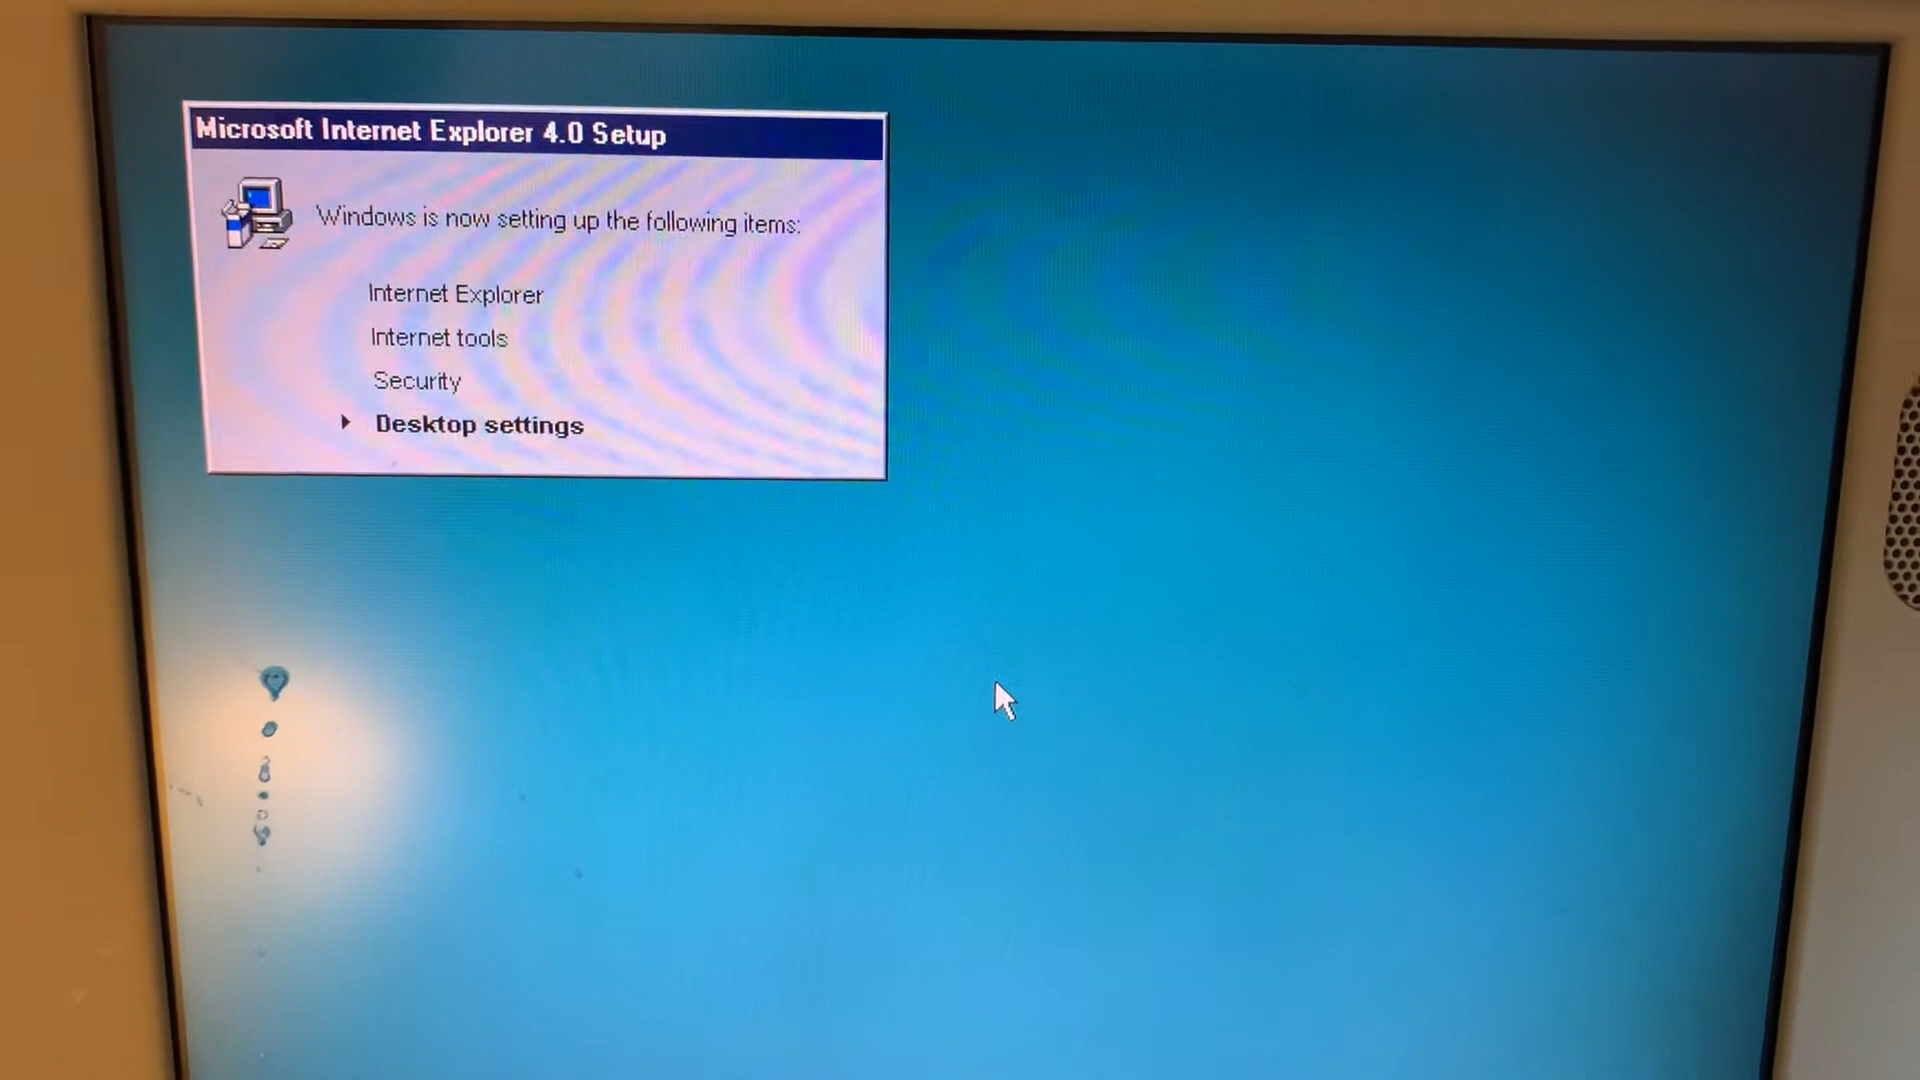 Microsoft Internet Explorer 4.0 Setup
Windows is now setting up the following items:
Internet Explorer
Internet tools
Security
Desktop settings